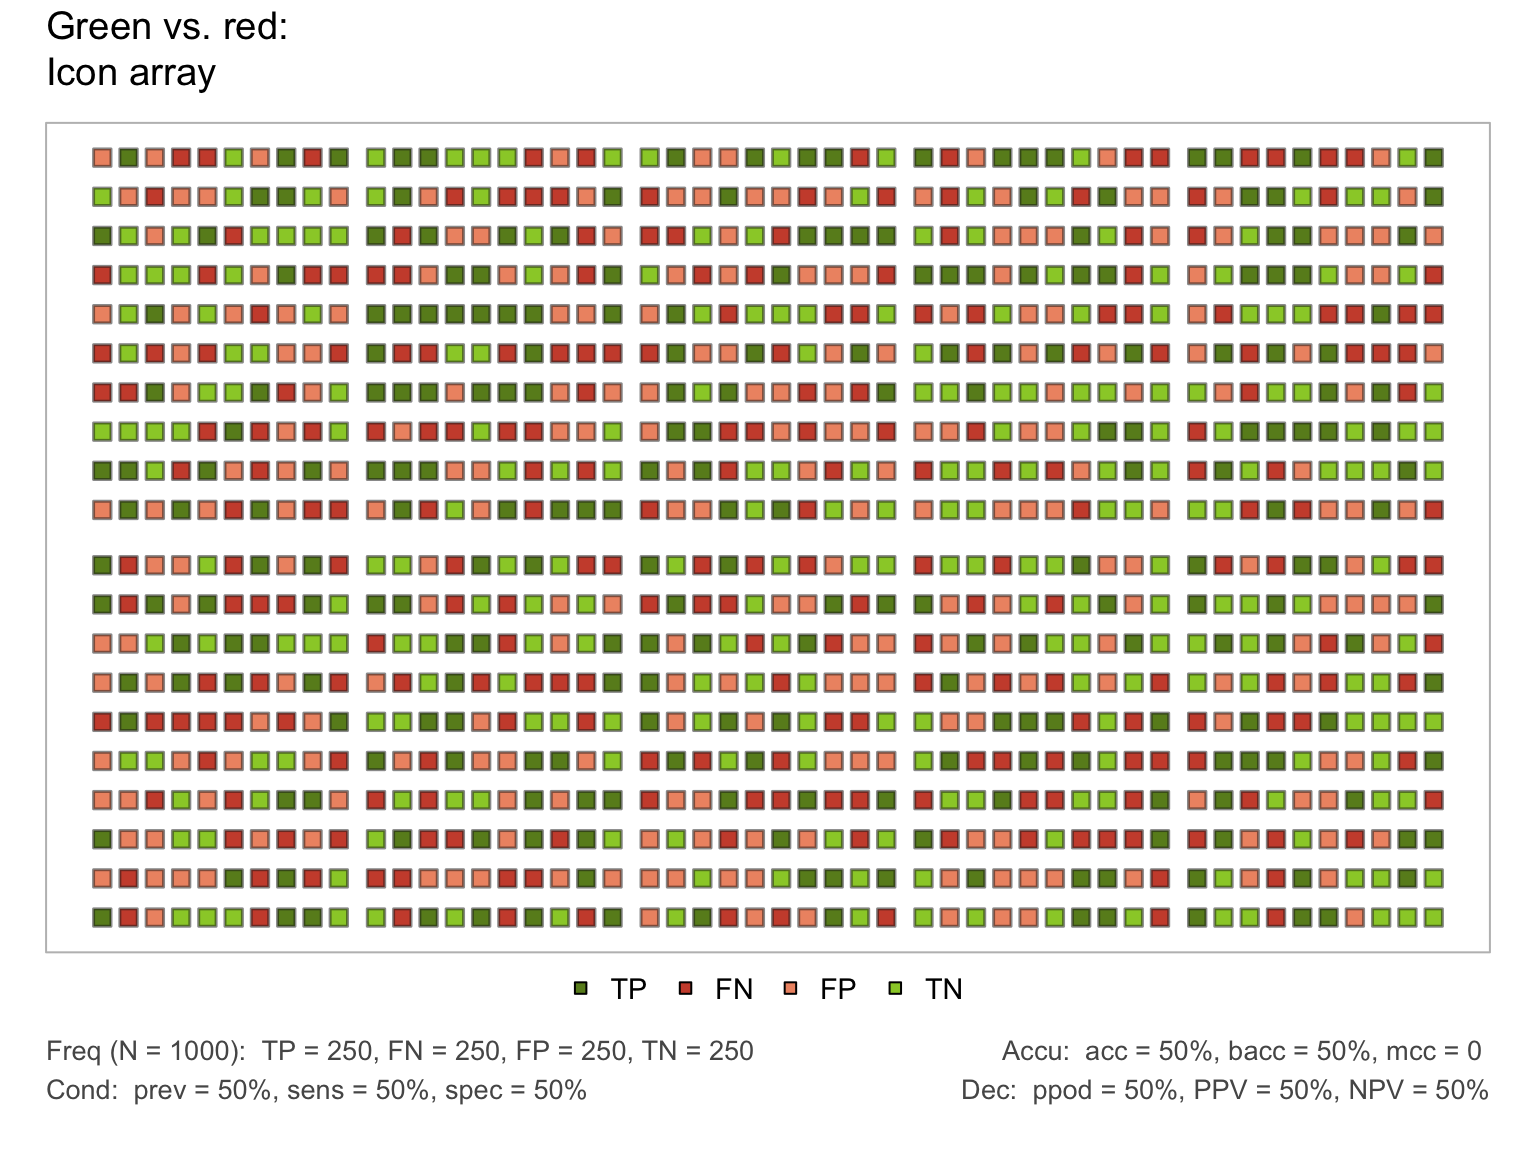 Green vs. red:
Icon array
TP FN FP TN
Freq (N = 1000):  TP = 250, FN = 250, FP = 250, TN = 250
Accu:  acc = 50%, bacc = 50%, mcc = 0
Cond:  prev = 50%, sens = 50%, spec = 50%
Dec:  ppod = 50%, PPV = 50%, NPV = 50%